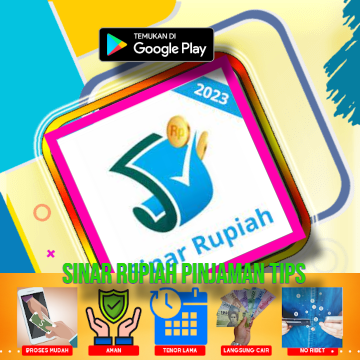 TEMUKAN DI
Google Play
2023
Rp
Sinar Rupiah
SINAR RUPIAH PINJAMAN TIPS
PROSES MUDAH
AMAN
TENOR LAMA
LANGSUNG CAIR
NO RIBET